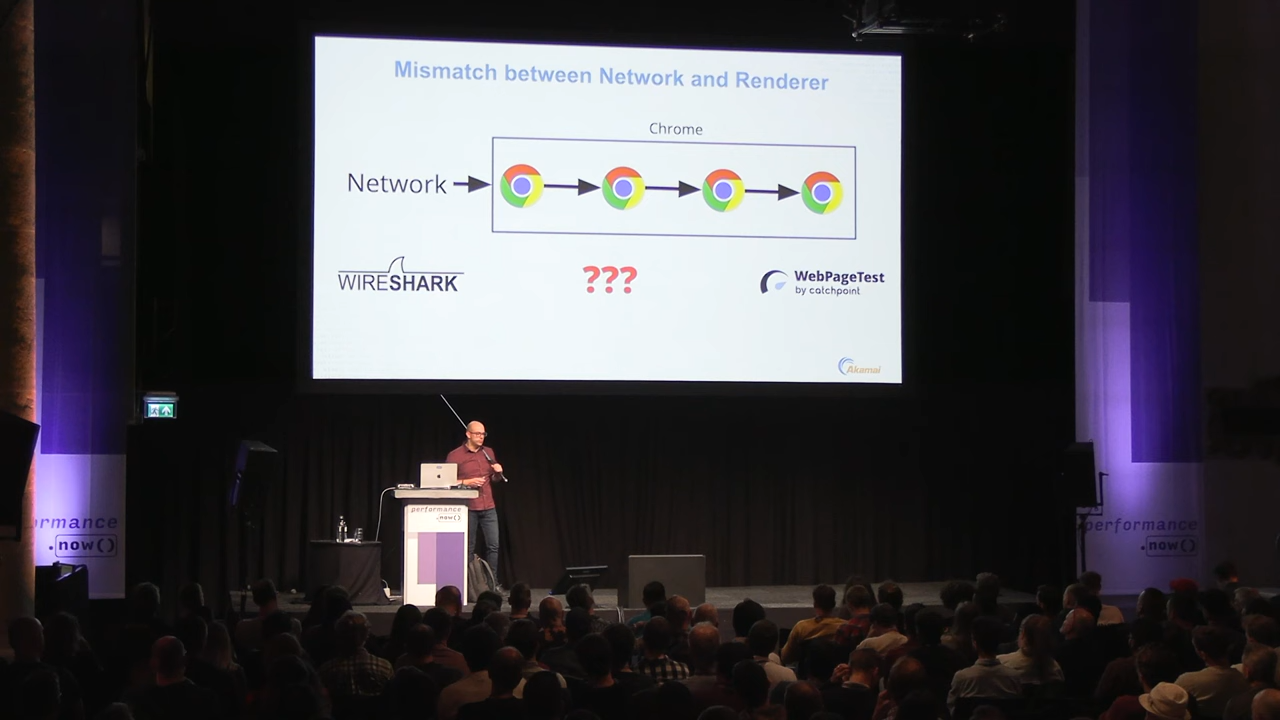 Mismatch between Network and Renderer
Chrome
Network
WIRESHARK
???
WebPageTest
by catchpoint
Akamai
performance
.now()
performance
.now()
performance
.now()